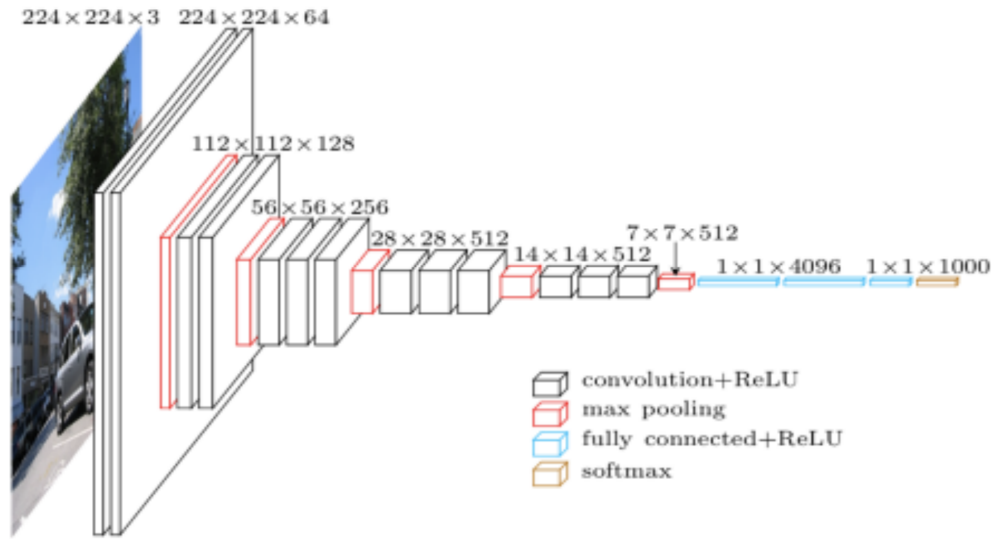 224×224×3
224×224×64
112×112×128
56×56×256
28×28×512
14×14×512
7×7×512
1×1×4096
1×1×1000
convolution+ReLU
max pooling
fully connected+ReLU
softmax